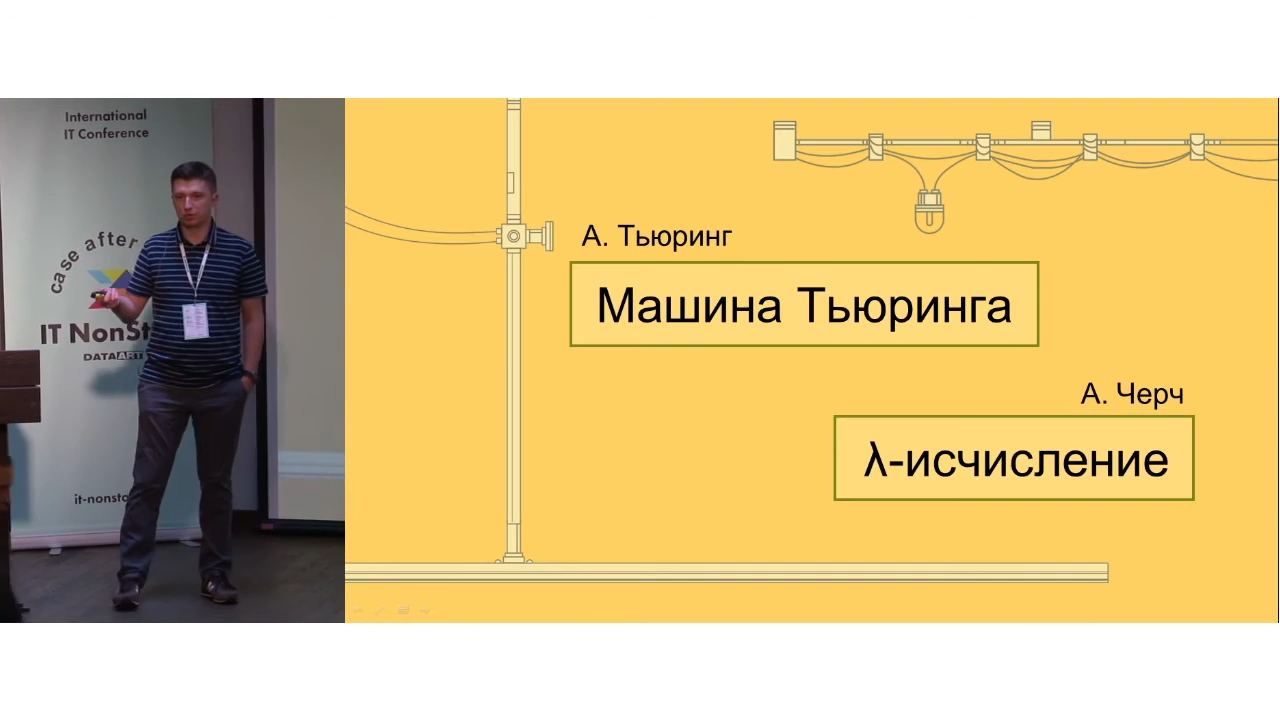 International
IT Conference
case after
IT NonSt
DATAART
it-nonsto
А. Тьюринг
Машина Тьюринга
А. Черч
λ-исчисление